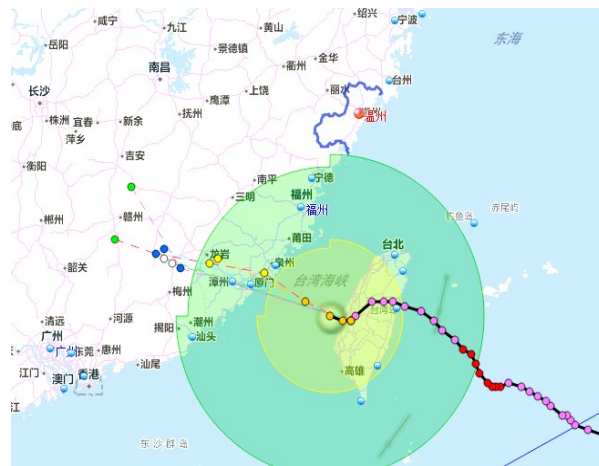 咸宁
九江
黄山
绍兴
宁波
岳阳
景德镇
金华
东海
南昌
衢州
台州
长沙
鹰潭
上饶
丽水
株洲
宜春
新余
抚州
温州
底
萍乡
衡阳
吉安
南平
宁德
三明
福州
福州
郴州
赣州
莆田
钓鱼岛
赤尾屿
台北
龙岩
泉州
韶关
漳州
厦门
台湾海峡
梅州
台湾
清远
河源
揭阳
潮州
汕头
广州
广州
东莞
惠州
汕尾
高雄
江门
澳门
香港
江
东沙群岛